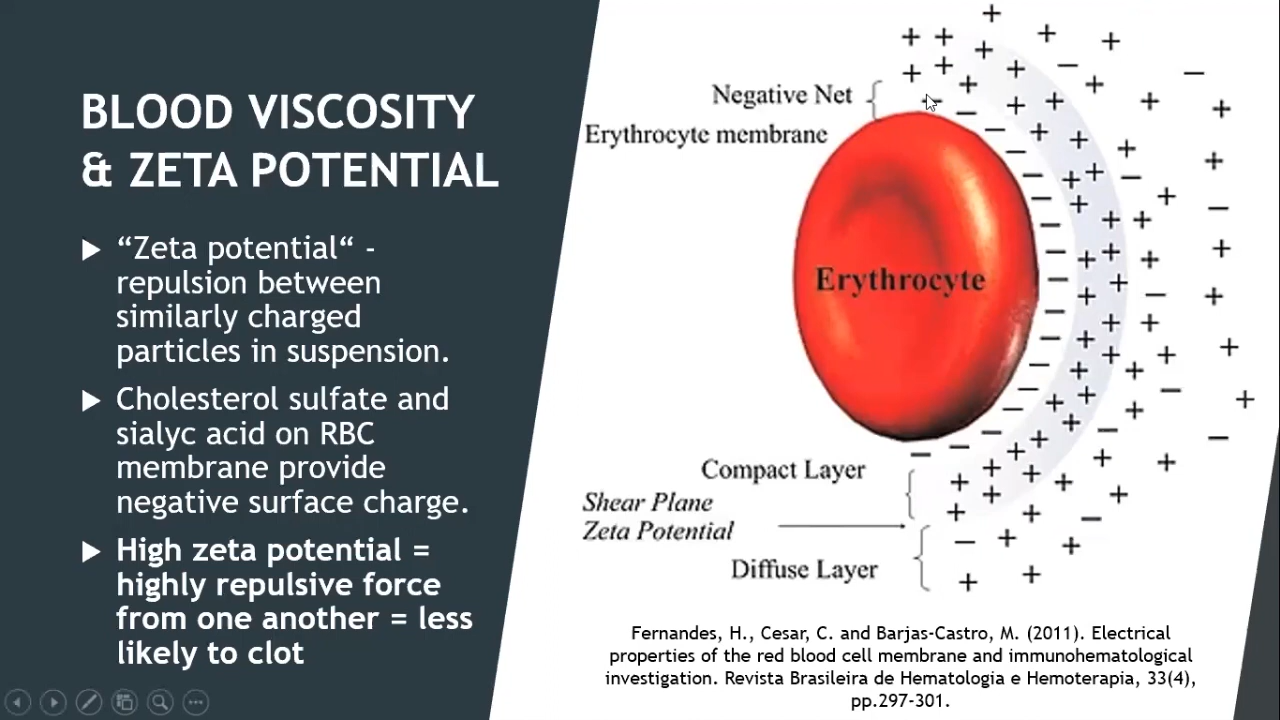 BLOOD VISCOSITY
& ZETA POTENTIAL
“Zeta potential“ -
repulsion between
similarly charged
particles in suspension.
Cholesterol sulfate and
sialyc acid on RBC
membrane provide
negative surface charge.
High zeta potential =
highly repulsive force
from one another = less
likely to clot
Negative Net
Erythrocyte membrane
Erythrocyte
Compact Layer
Shear Plane
Zeta Potential
Diffuse Layer
Fernandes, H., Cesar, C. and Barjas-Castro, M. (2011). Electrical
properties of the red blood cell membrane and immunohematological
investigation. Revista Brasileira de Hematologia e Hemoterapia, 33(4),
pp.297-301.